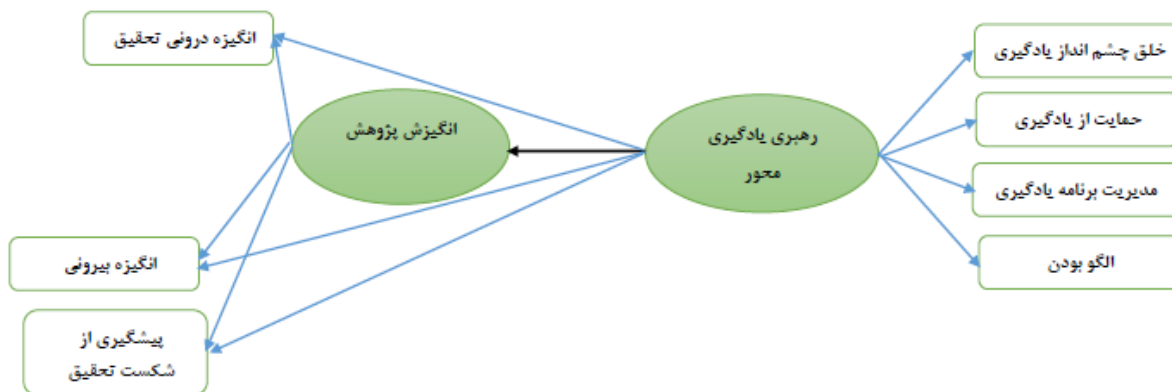 خلق چشم انداز یادگیری
حمایت از یادگیری
مدیریت برنامه یادگیری
الگو بودن
رهبری یادگیری
محور
انگیزش پژوهش
انگیزه درونی تحقیق
انگیزه بیرونی
پیشگیری از
شکست تحقیق